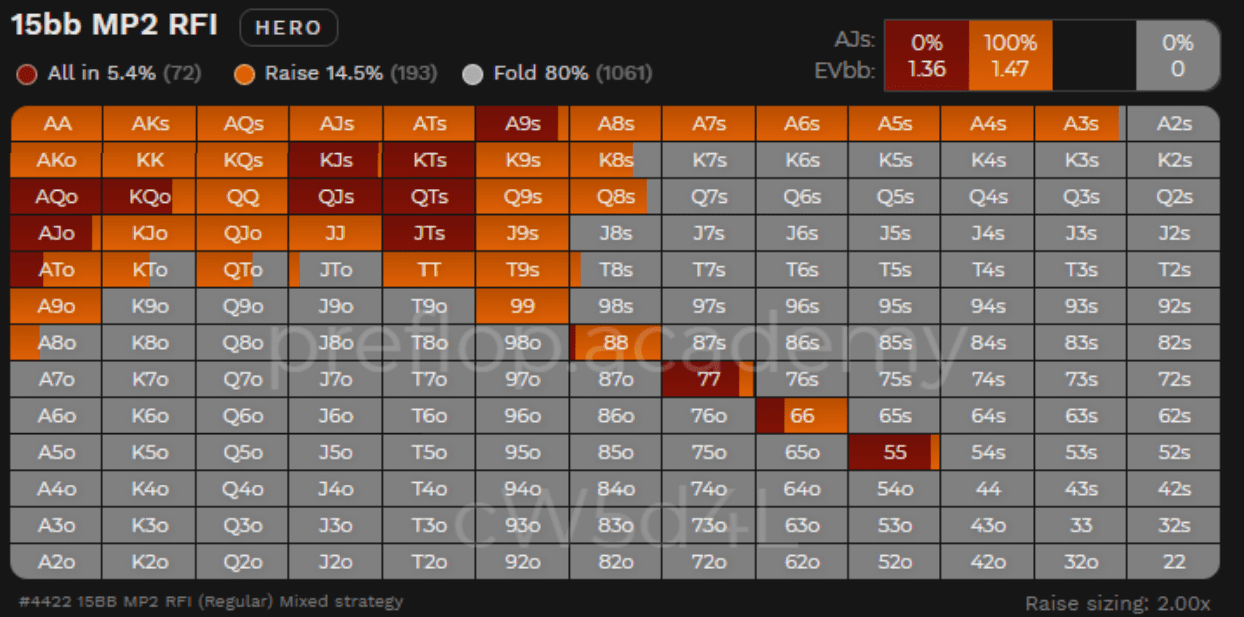 15bb MP2 RFI HERO
All in 5.4% (72) Raise 14.5% (193) Fold 80% (1061)
AJs: 0% 100% 0%
EVbb: 1.36 1.47 0
AA AKs AQs AJs ATs A9s A8s A7s A6s A5s A4s A3s A2s
AKo KK KQs KJs KTs K9s K8s K7s K6s K5s K4s K3s K2s
AQo KQo QQ QJs QTs Q9s Q8s Q7s Q6s Q5s Q4s Q3s Q2s
AJo KJo QJo JJ JTs J9s J8s J7s J6s J5s J4s J3s J2s
ATo KTo QTo JTo TT T9s T8s T7s T6s T5s T4s T3s T2s
A9o K9o Q9o J9o T9o 99 98s 97s 96s 95s 94s 93s 92s
preflop.academy
A8o K8o Q8o J8o T8o 98o 88 87s 86s 85s 84s 83s 82s
A7o K7o Q7o J7o T7o 97o 87o 77 76s 75s 74s 73s 72s
A6o K6o Q6o J6o T6o 96o 86o 76o 66 65s 64s 63s 62s
A5o K5o Q5o J5o T5o 95o 85o 75o 65o 55 54s 53s 52s
A4o K4o Q4o J4o T4o 94o 84o 74o 64o 54o 44 43s 42s
cW5d4L
A3o K3o Q3o J3o T3o 93o 83o 73o 63o 53o 43o 33 32s
A2o K2o Q2o J2o T2o 92o 82o 72o 62o 52o 42o 32o 22
#4422 15BB MP2 RFI (Regular) Mixed strategy
Raise sizing: 2.00x